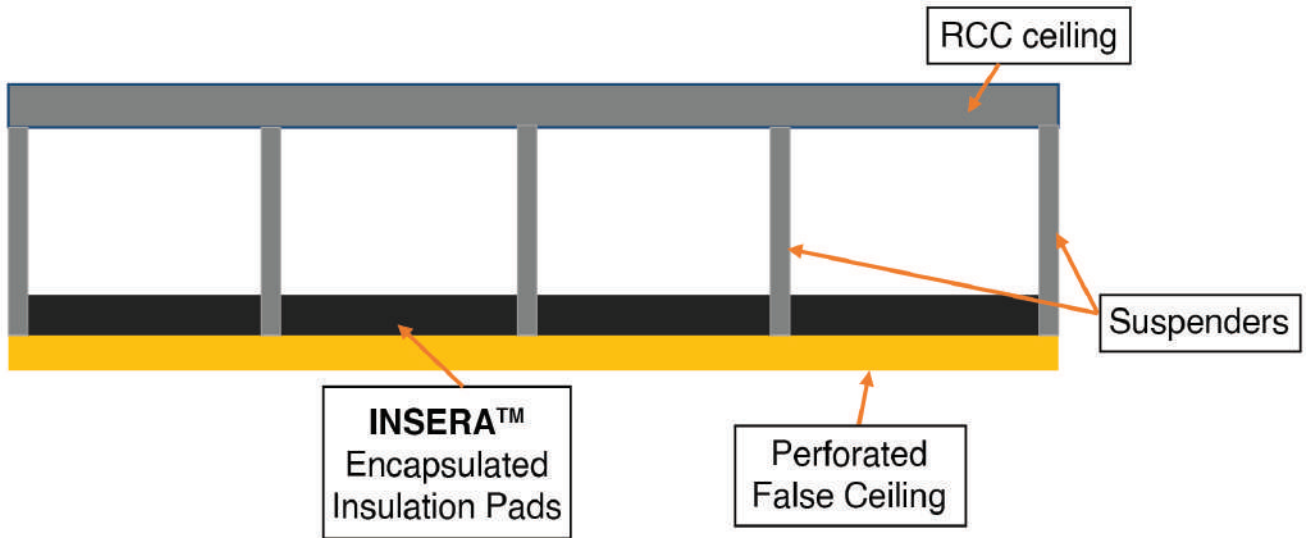 RCC ceiling
Suspenders
INSERA™
Encapsulated
Insulation Pads
Perforated
False Ceiling